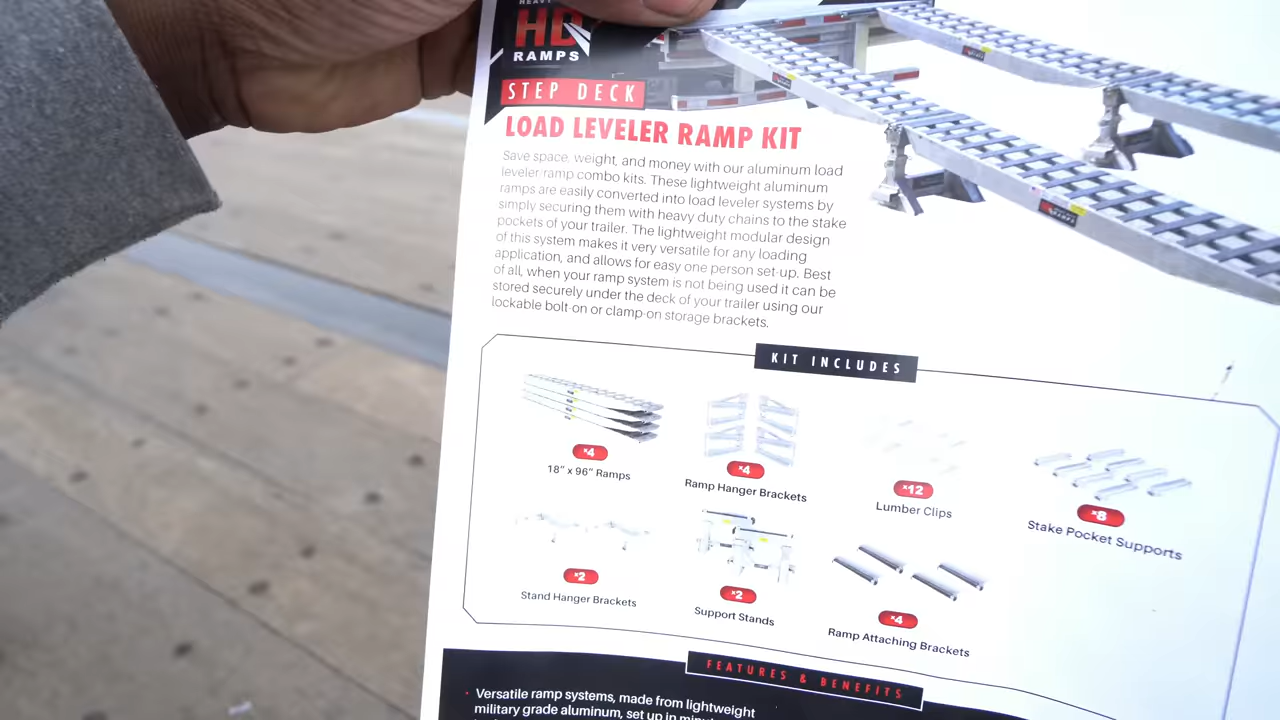 HEAVY
HD
RAMPS
STEP DECK
LOAD LEVELER RAMP KIT
Save space, weight, and money with our aluminum load
leveler/ramp combo kits. These lightweight aluminum
ramps are easily converted into load leveler systems by
simply securing them with heavy duty chains to the stake
pockets of your trailer. The lightweight modular design
of this system makes it very versatile for any loading
application, and allows for easy one person set-up. Best
of all, when your ramp system is not being used it can be
stored securely under the deck of your trailer using our
lockable bolt-on or clamp-on storage brackets.
KIT INCLUDES
x4
18" x 96" Ramps
x4
Ramp Hanger Brackets
x12
Lumber Clips
x8
Stake Pocket Supports
x2
Stand Hanger Brackets
x2
Support Stands
x4
Ramp Attaching Brackets
FEATURES & BENEFITS
• Versatile ramp systems, made from lightweight
military grade aluminum, set up in